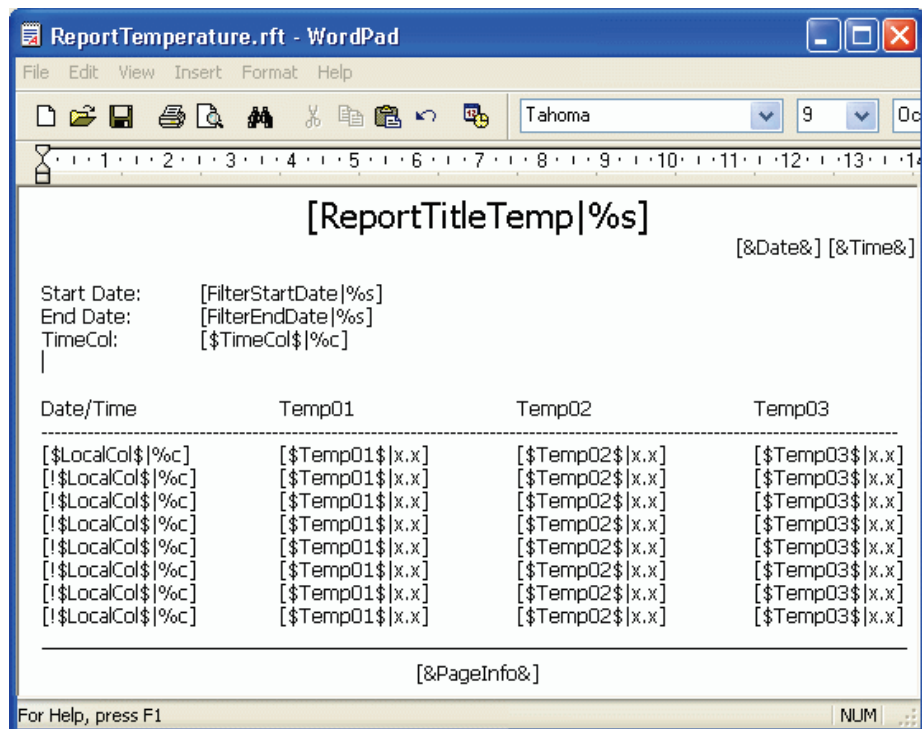 ReportTemperature.rft - WordPad
File Edit View Insert Format Help
Tahoma 9 Oc
1 2 3 4 5 6 7 8 9 10 11 12 13 14
[ReportTitleTemp|%s]
[&Date&] [&Time&]
Start Date: [FilterStartDate|%s]
End Date: [FilterEndDate|%s]
TimeCol: [$TimeCol$|%c]
Date/Time Temp01 Temp02 Temp03
[$LocalCol$|%c] [$Temp01$|x.x] [$Temp02$|x.x] [$Temp03$|x.x]
[!$LocalCol$|%c] [$Temp01$|x.x] [$Temp02$|x.x] [$Temp03$|x.x]
[!$LocalCol$|%c] [$Temp01$|x.x] [$Temp02$|x.x] [$Temp03$|x.x]
[!$LocalCol$|%c] [$Temp01$|x.x] [$Temp02$|x.x] [$Temp03$|x.x]
[!$LocalCol$|%c] [$Temp01$|x.x] [$Temp02$|x.x] [$Temp03$|x.x]
[!$LocalCol$|%c] [$Temp01$|x.x] [$Temp02$|x.x] [$Temp03$|x.x]
[!$LocalCol$|%c] [$Temp01$|x.x] [$Temp02$|x.x] [$Temp03$|x.x]
[!$LocalCol$|%c] [$Temp01$|x.x] [$Temp02$|x.x] [$Temp03$|x.x]
[&PageInfo&]
For Help, press F1 NUM